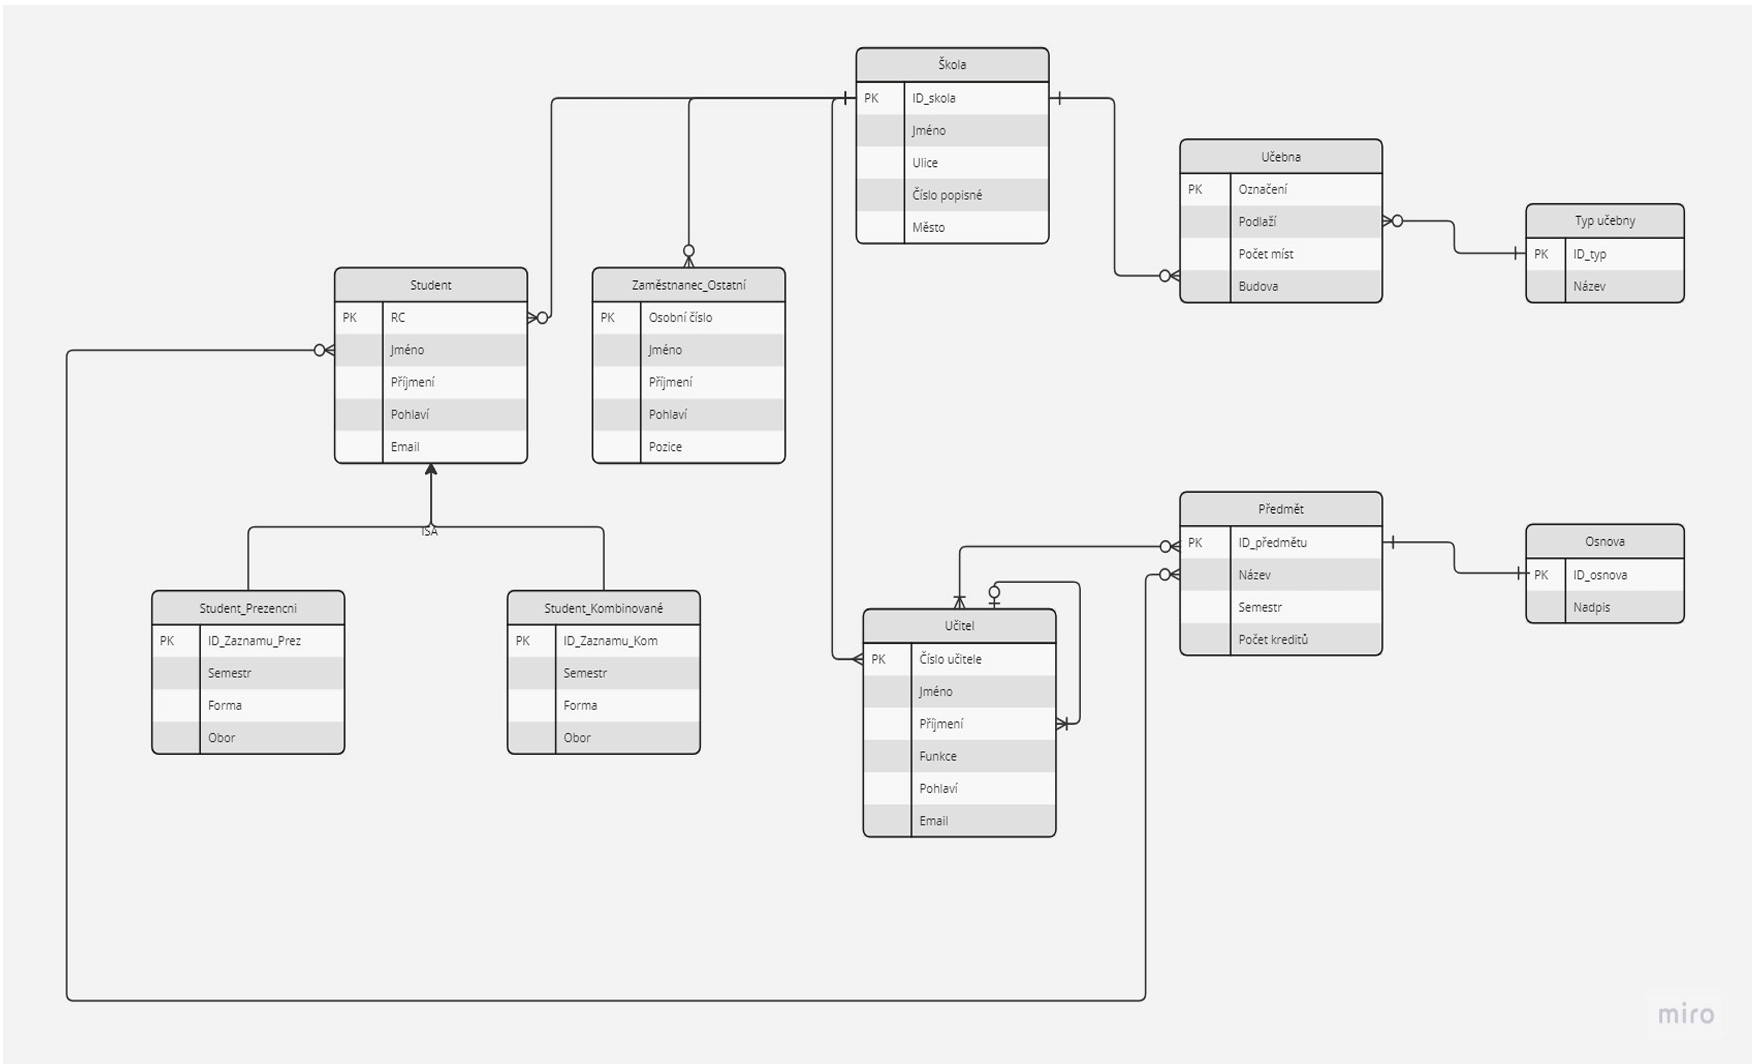 Škola
PK ID_skola
Jméno
Ulice
Číslo popisné
Město
Učebna
PK Označení
Podlaží
Počet míst
Budova
Typ učebny
PK ID_typ
Název
Student
PK RC
Jméno
Příjmení
Pohlaví
Email
Zaměstnanec_Ostatní
PK Osobní číslo
Jméno
Příjmení
Pohlaví
Pozice
ISA
Student_Prezencni
PK ID_Zaznamu_Prez
Semestr
Forma
Obor
Student_Kombinované
PK ID_Zaznamu_Kom
Semestr
Forma
Obor
Učitel
PK Číslo učitele
Jméno
Příjmení
Funkce
Pohlaví
Email
Předmět
PK ID_předmětu
Název
Semestr
Počet kreditů
Osnova
PK ID_osnova
Nadpis
miro